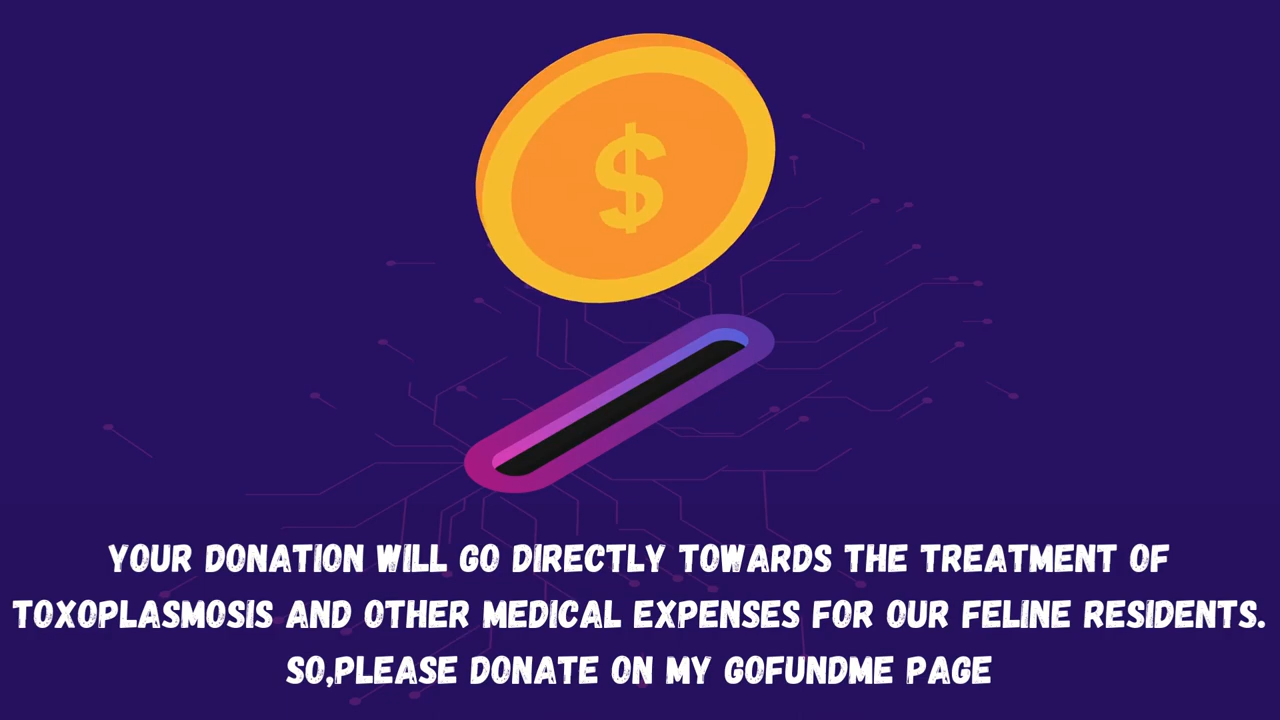 $
YOUR DONATION WILL GO DIRECTLY TOWARDS THE TREATMENT OF
TOXOPLASMOSIS AND OTHER MEDICAL EXPENSES FOR OUR FELINE RESIDENTS.
SO,PLEASE DONATE ON MY GOFUNDME PAGE